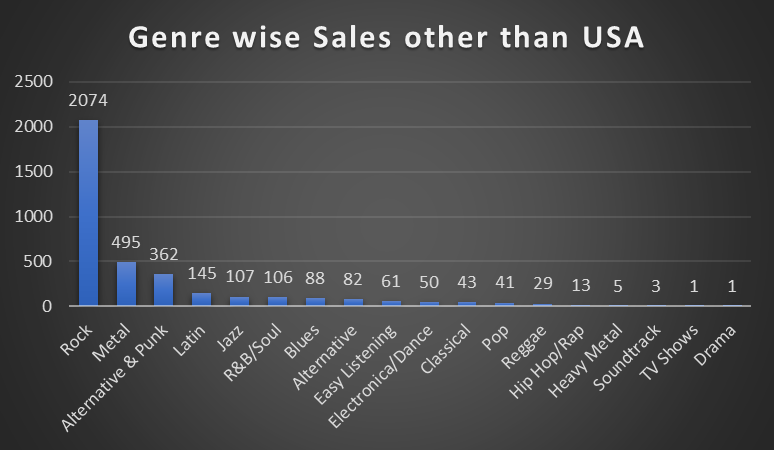 Genre wise Sales other than USA
2500
2000
1500
1000
500
0
2074
495
362
145
107
106
88
82
61
50
43
41
29
13
5
3
1
1
Rock
Metal
Alternative & Punk
Latin
Jazz
R&B/Soul
Blues
Alternative
Easy Listening
Electronica/Dance
Classical
Pop
Reggae
Hip Hop/Rap
Heavy Metal
Soundtrack
TV Shows
Drama